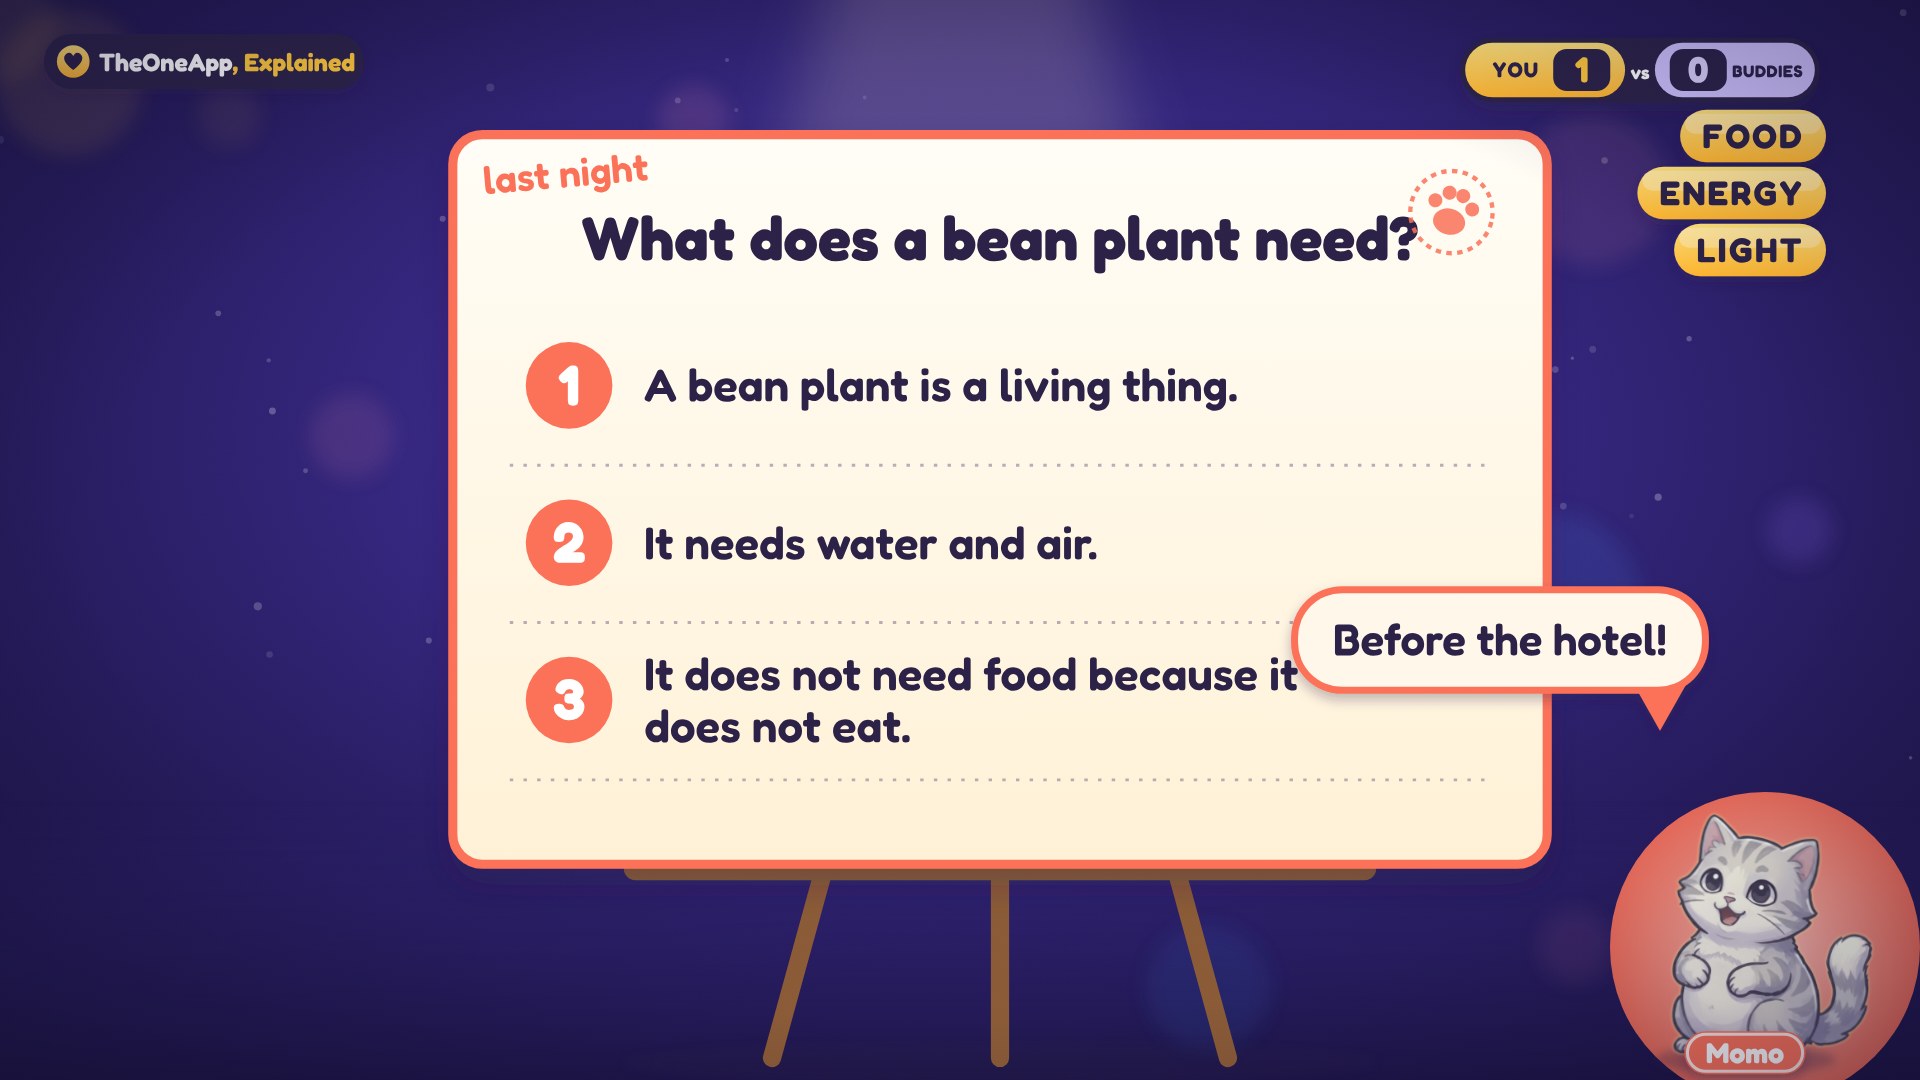 TheOneApp, Explained
YOU 1 vs 0 BUDDIES
FOOD
ENERGY
LIGHT
last night
What does a bean plant need?
1 A bean plant is a living thing.
2 It needs water and air.
3 It does not need food because it
does not eat.
Before the hotel!
Momo